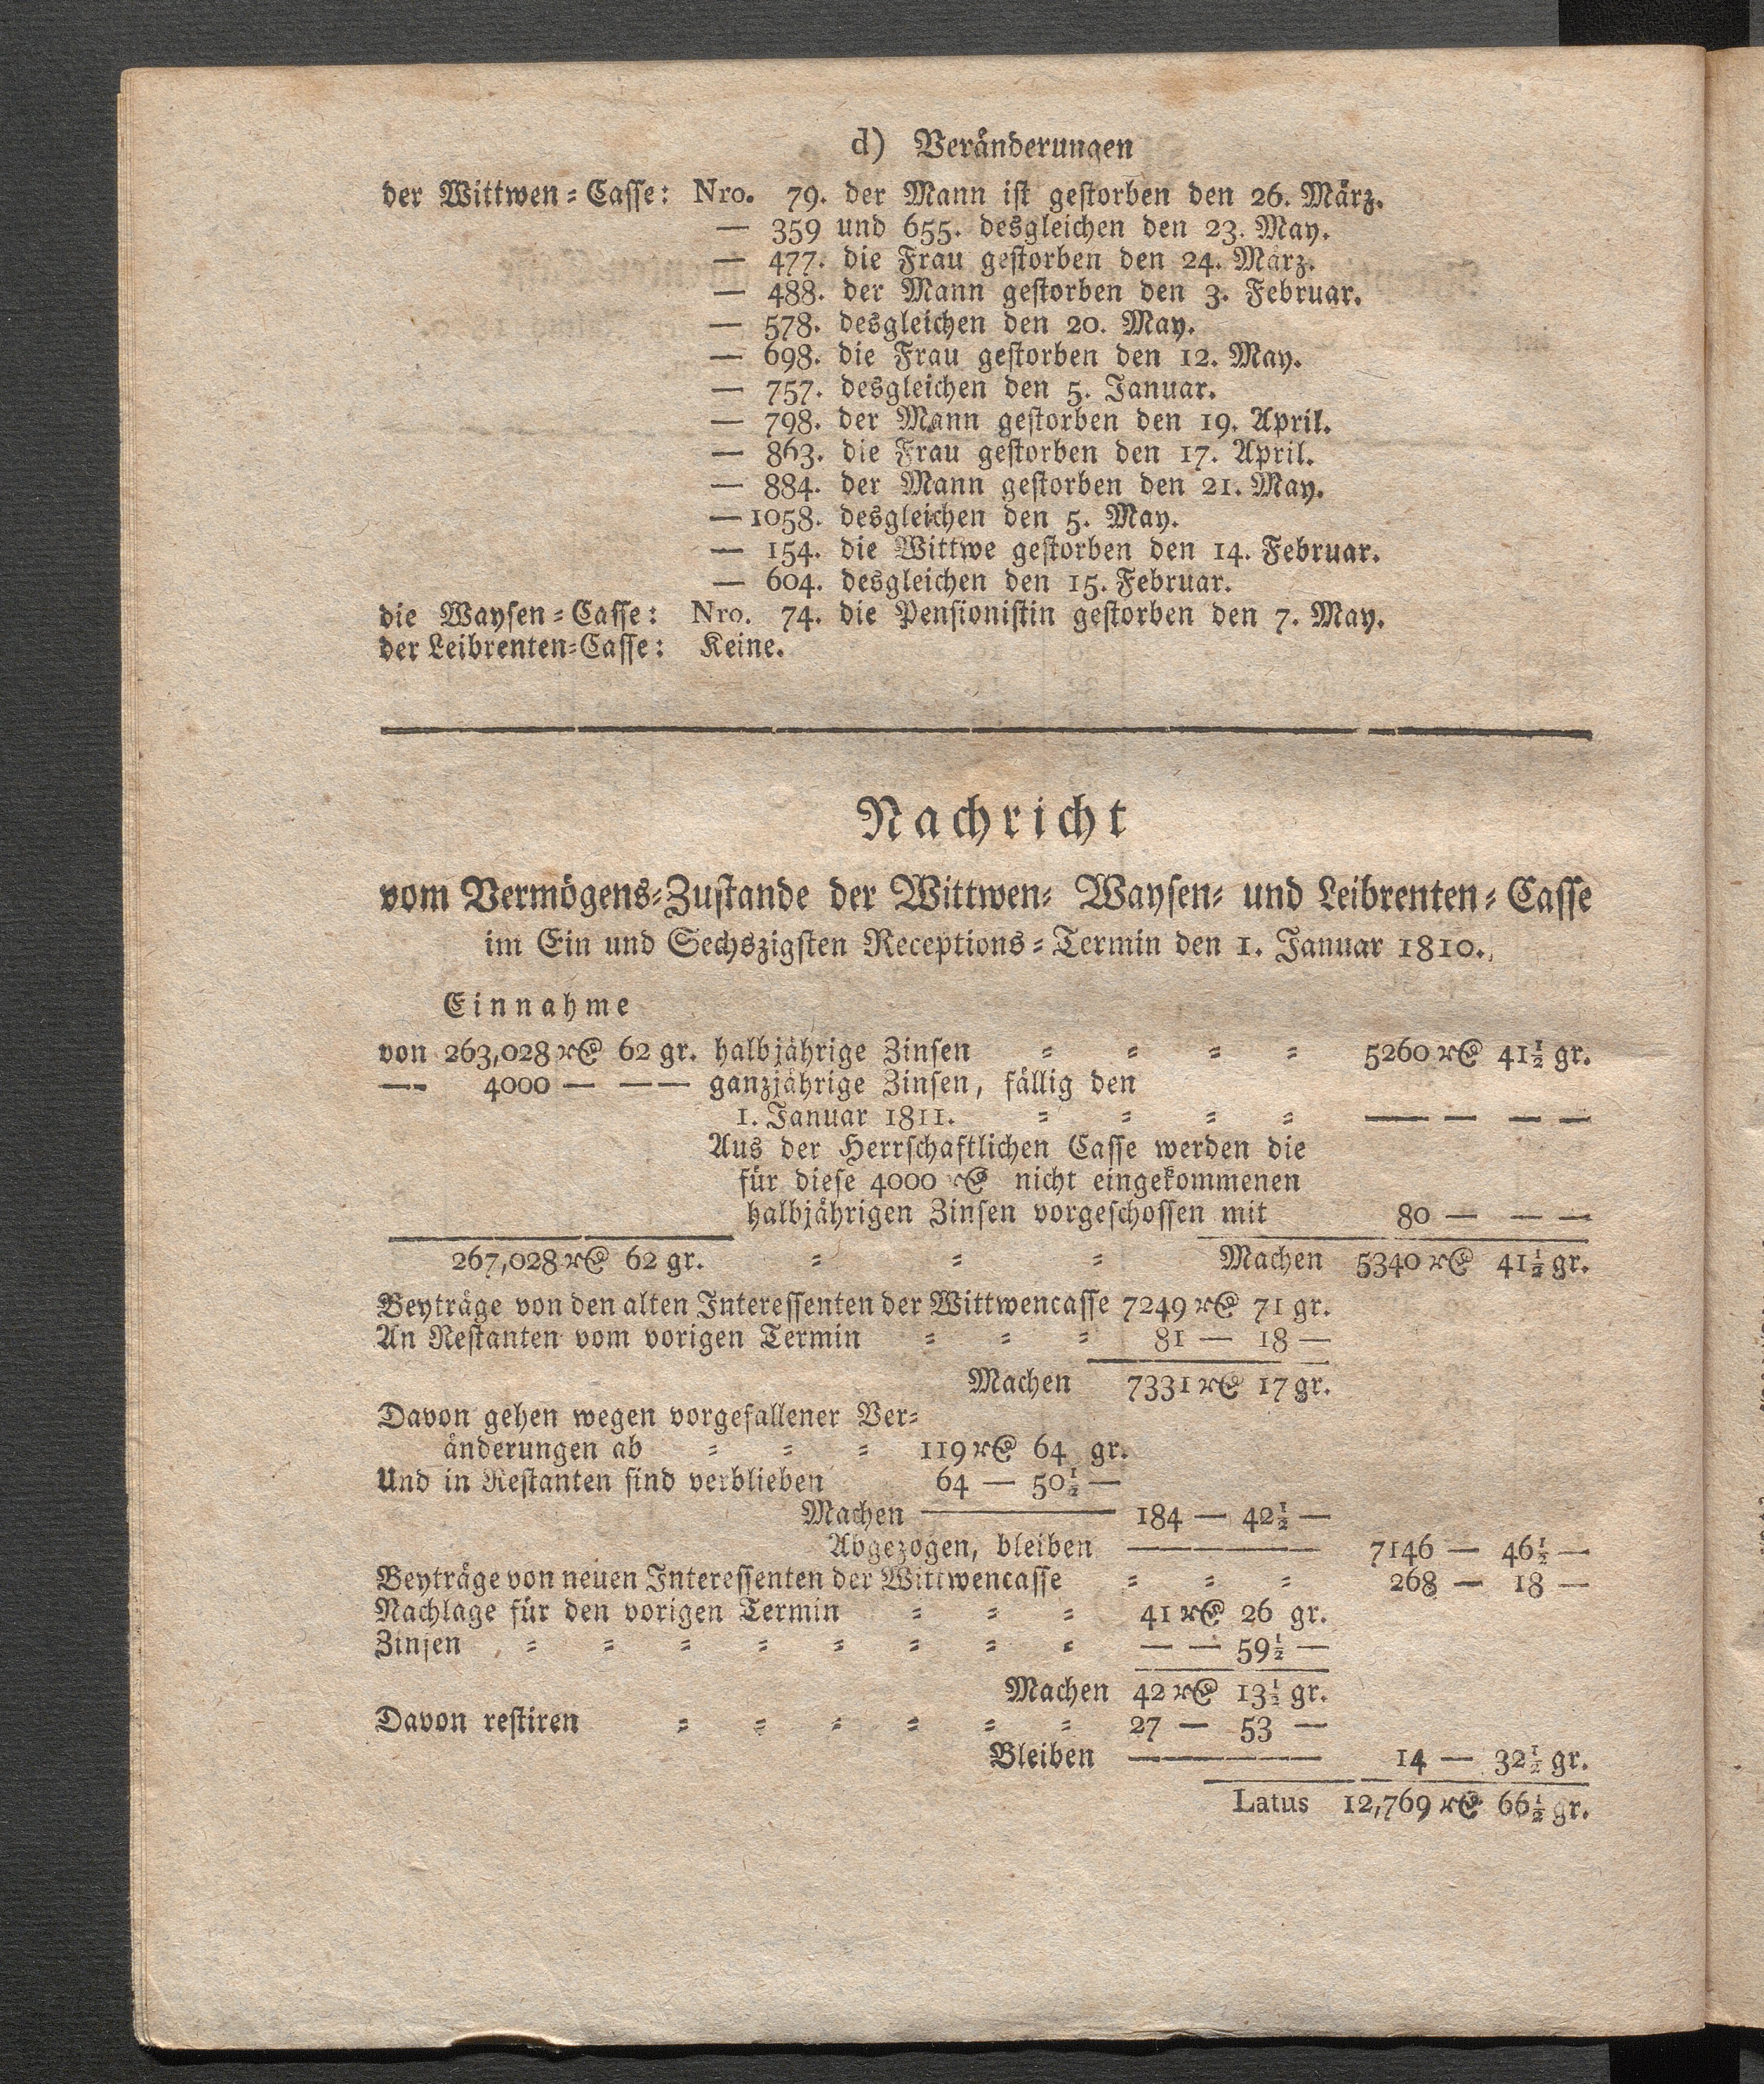 d) Veränderungen
der Wittwen=Casse: Nro. 79. der Mann ist gestorben den 26. März.
— 359 und 655. desgleichen den 23. May.
— 477. die Frau gestorben den 24. März.
— 488. der Mann gestorben den 3. Februar.
— 578. desgleichen den 20. May.
— 698. die Frau gestorben den 12. May.
— 757. desgleichen den 5. Januar.
— 798. der Mann gestorben den 19. April.
— 863. die Frau gestorben den 17. April.
— 884. der Mann gestorben den 21. May.
— 1058. desgleichen den 5. May.
— 154. die Wittwe gestorben den 14. Februar.
— 604. desgleichen den 15. Februar.
die Waysen=Casse: Nro. 74. die Pensionistin gestorben den 7. May.
der Leibrenten=Casse: Keine.
Nachricht
vom Vermögens=Zustande der Wittwen= Waysen= und Leibrenten=Casse
im Ein und Sechszigsten Receptions=Termin den 1. Januar 1810.
Einnahme
von 263,028 r₰ 62 gr. halbjährige Zinsen = = = = 5260 r₰ 41½ gr.
— 4000 — — — ganzjährige Zinsen, fällig den
1. Januar 1811. = = = = — — — —
Aus der Herrschaftlichen Casse werden die
für diese 4000 r₰ nicht eingekommenen
halbjährigen Zinsen vorgeschossen mit 80 — — —
267,028 r₰ 62 gr. = = = Machen 5340 r₰ 41½ gr.
Beyträge von den alten Interessenten der Wittwencasse 7249 r₰ 71 gr.
An Restanten vom vorigen Termin = = = 81 — 18 —
Machen 7331 r₰ 17 gr.
Davon gehen wegen vorgefallener Ver=
änderungen ab = = = 119 r₰ 64 gr.
Und in Restanten sind verblieben 64 — 50½ —
Machen ——— 184 — 42½ —
Abgezogen, bleiben ——— 7146 — 46½ —
Beyträge von neuen Interessenten der Wittwencasse = = = 268 — 18 —
Nachlage für den vorigen Termin = = = 41 r₰ 26 gr.
Zinsen = = = = = = = = — — 59½ —
Machen 42 r₰ 13½ gr.
Davon restiren = = = = = = 27 — 53 —
Bleiben ——— 14 — 32½ gr.
Latus 12,769 r₰ 66½ gr.